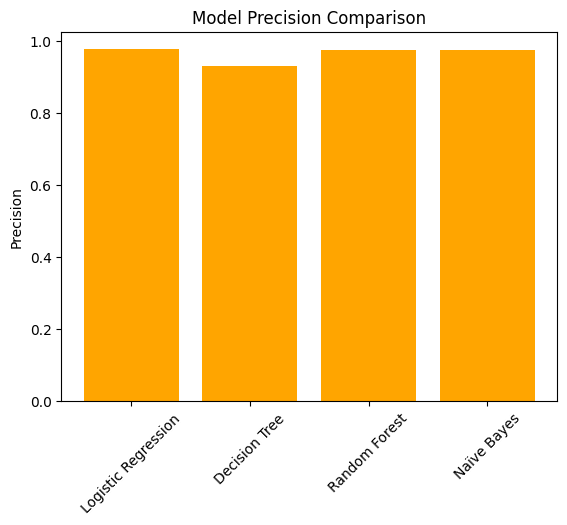 Model Precision Comparison
Precision
1.0
0.8
0.6
0.4
0.2
0.0
Logistic Regression
Decision Tree
Random Forest
Naïve Bayes